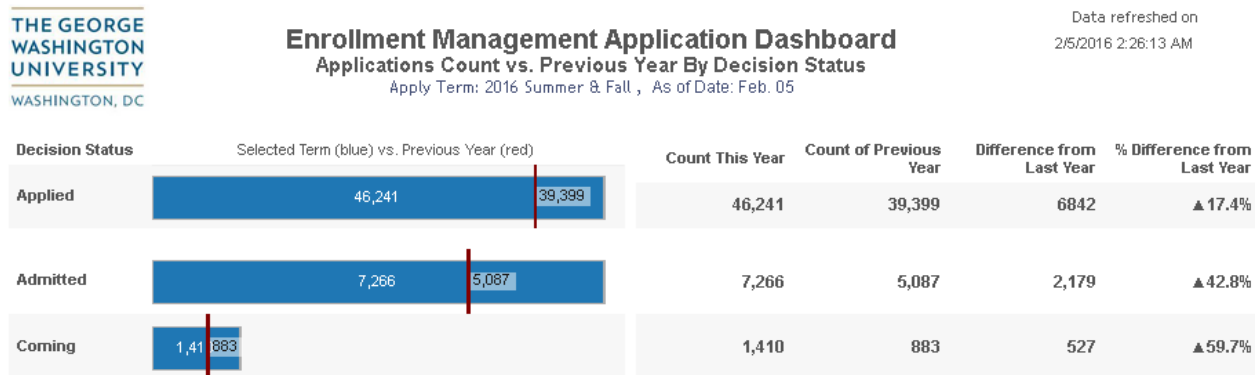 THE GEORGE
WASHINGTON
UNIVERSITY
WASHINGTON, DC
Enrollment Management Application Dashboard
Applications Count vs. Previous Year By Decision Status
Apply Term: 2016 Summer & Fall , As of Date: Feb. 05
Data refreshed on
2/5/2016 2:26:13 AM
Decision Status Selected Term (blue) vs. Previous Year (red) Count This Year Count of Previous Year Difference from Last Year % Difference from Last Year
Applied 46,241 39,399 46,241 39,399 6842 ▲17.4%
Admitted 7,266 5,087 7,266 5,087 2,179 ▲42.8%
Coming 1,41 883 1,410 883 527 ▲59.7%